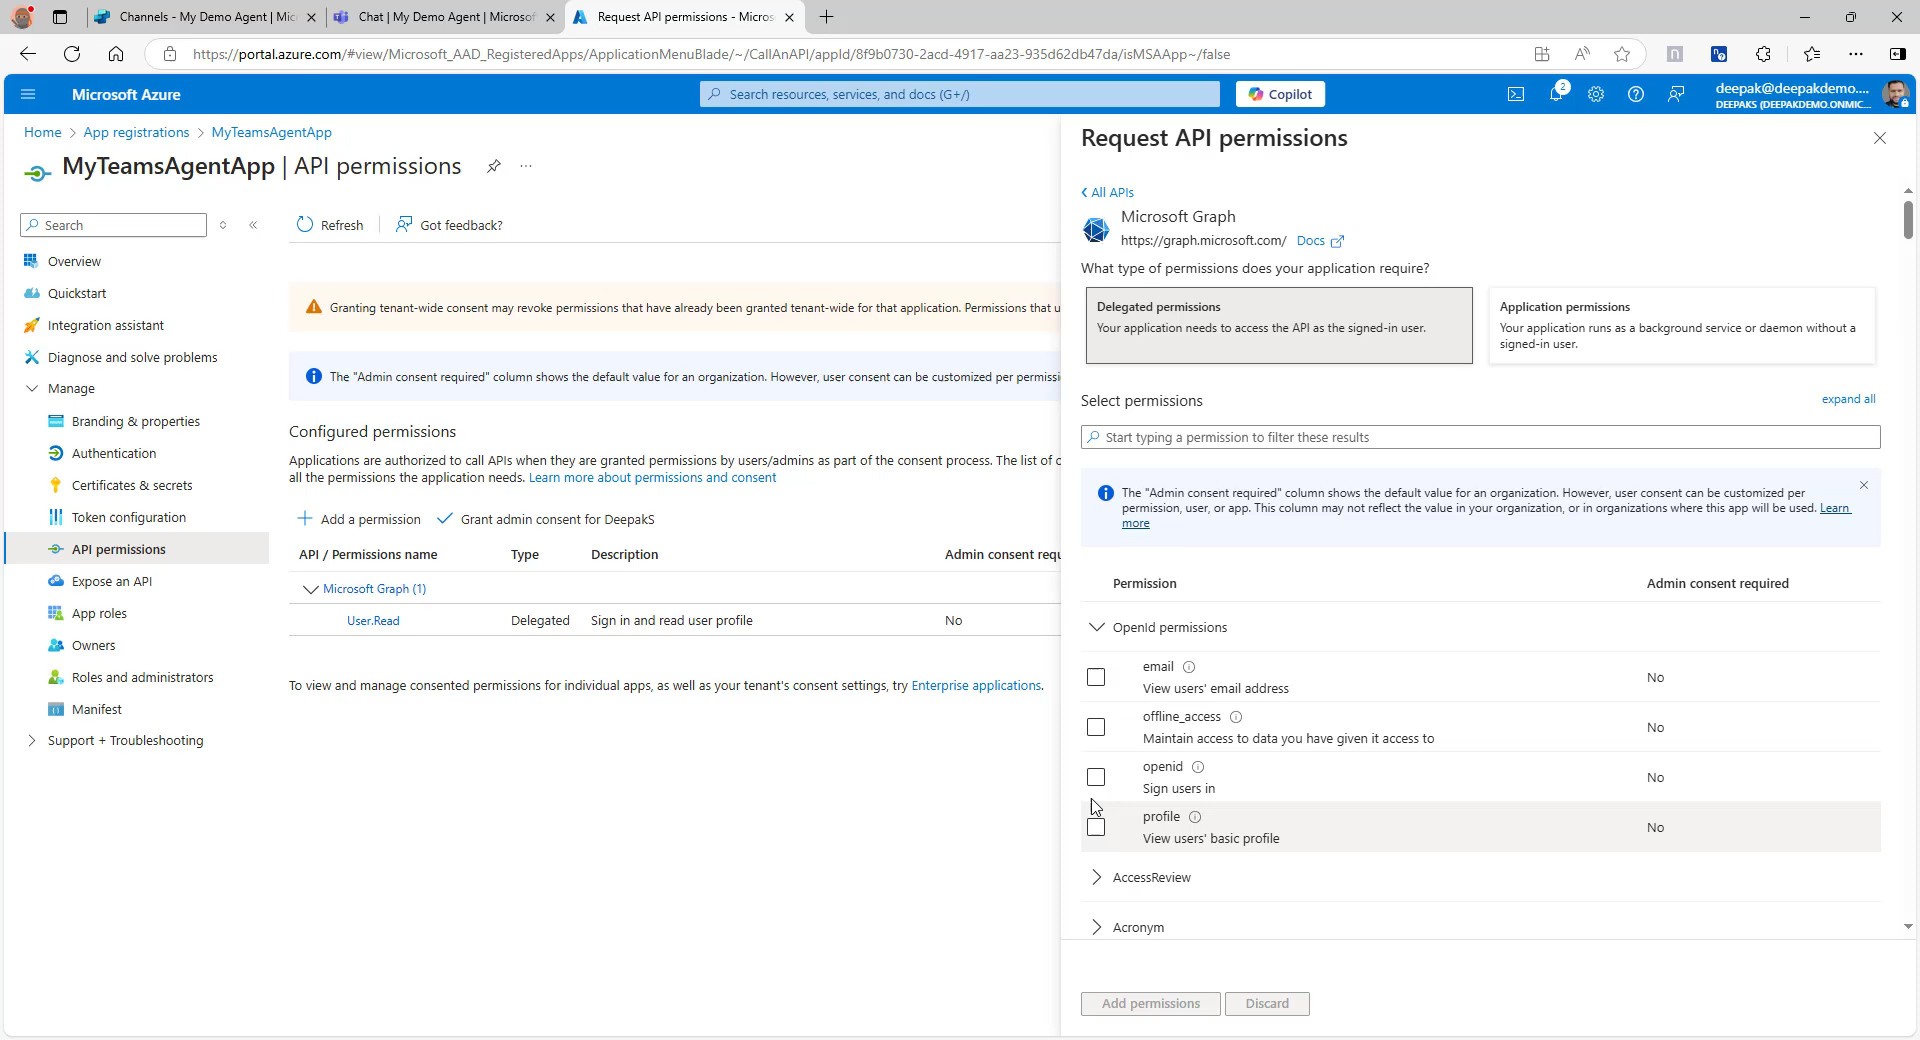 Channels - My Demo Agent | Mic
Chat | My Demo Agent | Microsof
Request API permissions - Micros
https://portal.azure.com/#view/Microsoft_AAD_RegisteredApps/ApplicationMenuBlade/~/CallAnAPI/appId/8f9b0730-2acd-4917-aa23-935d62db47da/isMSAApp~/false
Microsoft Azure
Search resources, services, and docs (G+/)
Copilot
2
deepak@deepakdemo....
DEEPAKS (DEEPAKDEMO.ONMIC...
Home > App registrations > MyTeamsAgentApp
MyTeamsAgentApp | API permissions
Search
Refresh
Got feedback?
Overview
Quickstart
Integration assistant
Diagnose and solve problems
Manage
Branding & properties
Authentication
Certificates & secrets
Token configuration
API permissions
Expose an API
App roles
Owners
Roles and administrators
Manifest
Support + Troubleshooting
Granting tenant-wide consent may revoke permissions that have already been granted tenant-wide for that application. Permissions that u
The "Admin consent required" column shows the default value for an organization. However, user consent can be customized per permissi
Configured permissions
Applications are authorized to call APIs when they are granted permissions by users/admins as part of the consent process. The list of c
all the permissions the application needs. Learn more about permissions and consent
Add a permission
Grant admin consent for DeepakS
API / Permissions name Type Description Admin consent requ
Microsoft Graph (1)
User.Read Delegated Sign in and read user profile No
To view and manage consented permissions for individual apps, as well as your tenant's consent settings, try Enterprise applications.
Request API permissions
All APIs
Microsoft Graph
https://graph.microsoft.com/ Docs
What type of permissions does your application require?
Delegated permissions
Your application needs to access the API as the signed-in user.
Application permissions
Your application runs as a background service or daemon without a
signed-in user.
Select permissions
expand all
Start typing a permission to filter these results
The "Admin consent required" column shows the default value for an organization. However, user consent can be customized per
permission, user, or app. This column may not reflect the value in your organization, or in organizations where this app will be used. Learn
more
Permission Admin consent required
OpenId permissions
email
View users' email address
No
offline_access
Maintain access to data you have given it access to
No
openid
Sign users in
No
profile
View users' basic profile
No
AccessReview
Acronym
Add permissions
Discard